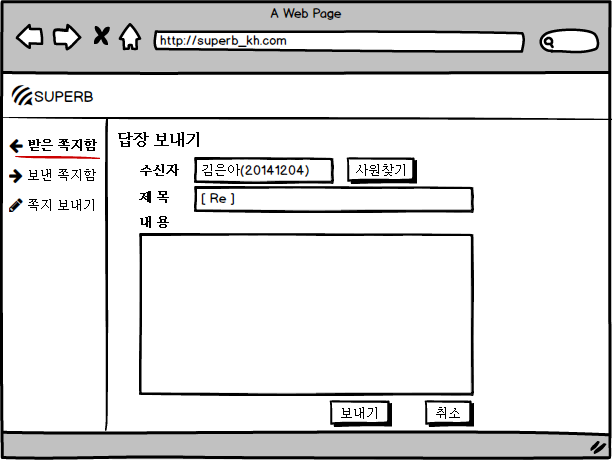 A Web Page
http://superb_kh.com
SUPERB
받은 쪽지함
보낸 쪽지함
쪽지 보내기
답장 보내기
수신자 김은아(20141204) 사원찾기
제 목 [ Re ]
내 용
보내기 취소